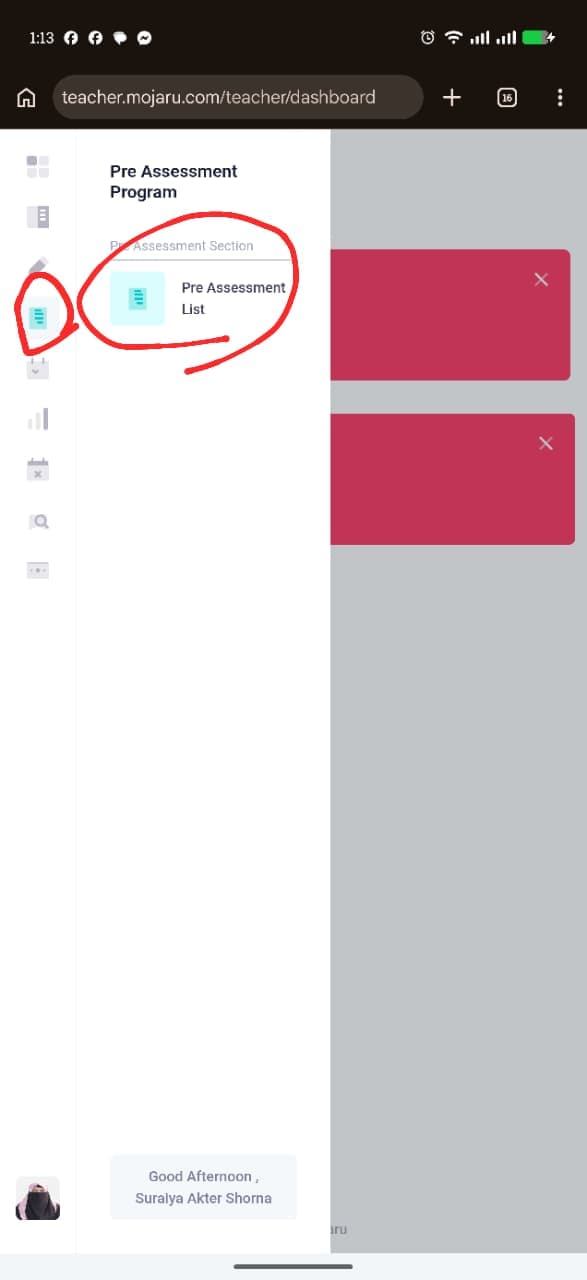 1:13
16
teacher.mojaru.com/teacher/dashboard
Pre Assessment
Program
Pre Assessment Section
Pre Assessment
List
Good Afternoon ,
Suraiya Akter Shorna